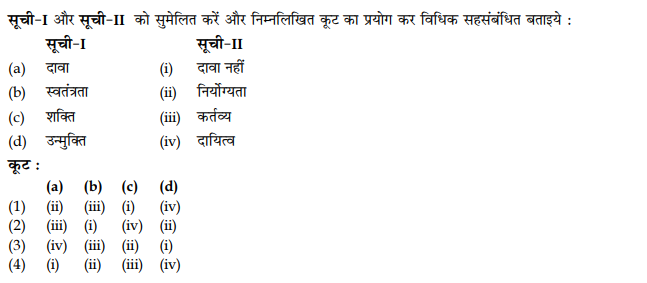 सूची-I और सूची-II को सुमेलित करें और निम्नलिखित कूट का प्रयोग कर विधिक सहसंबंधित बताइये :
सूची-I सूची-II
(a) दावा (i) दावा नहीं
(b) स्वतंत्रता (ii) निर्योग्यता
(c) शक्ति (iii) कर्तव्य
(d) उन्मुक्ति (iv) दायित्व
कूट :
(a) (b) (c) (d)
(1) (ii) (iii) (i) (iv)
(2) (iii) (i) (iv) (ii)
(3) (iv) (iii) (ii) (i)
(4) (i) (ii) (iii) (iv)